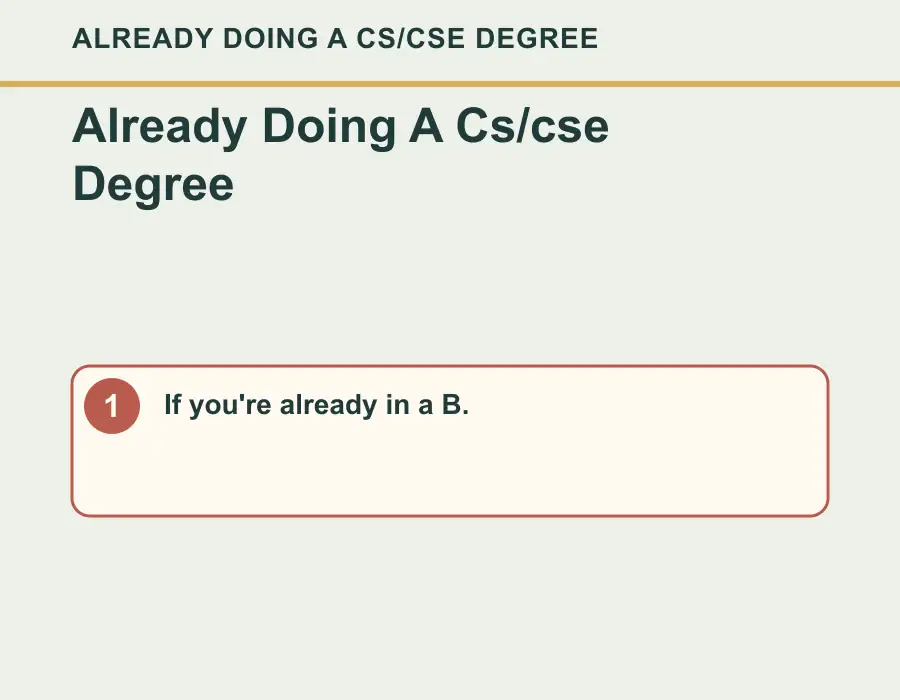 ALREADY DOING A CS/CSE DEGREE
Already Doing A Cs/cse
Degree
1
If you're already in a B.